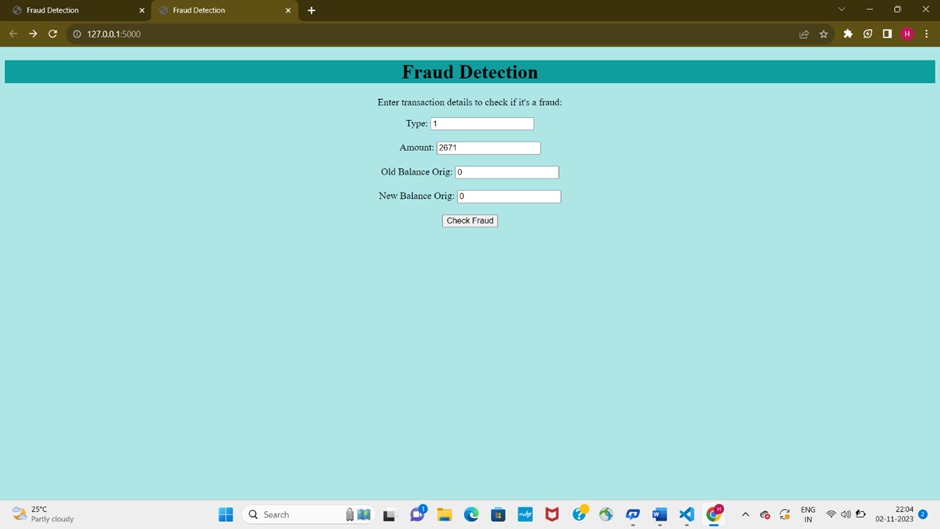 Fraud Detection
Fraud Detection
127.0.0.1:5000
H
Fraud Detection
Enter transaction details to check if it's a fraud:
Type: 1
Amount: 2671
Old Balance Orig: 0
New Balance Orig: 0
Check Fraud
25°C
Partly cloudy
Search
1
H
ENG
IN
22:04
02-11-2023
2